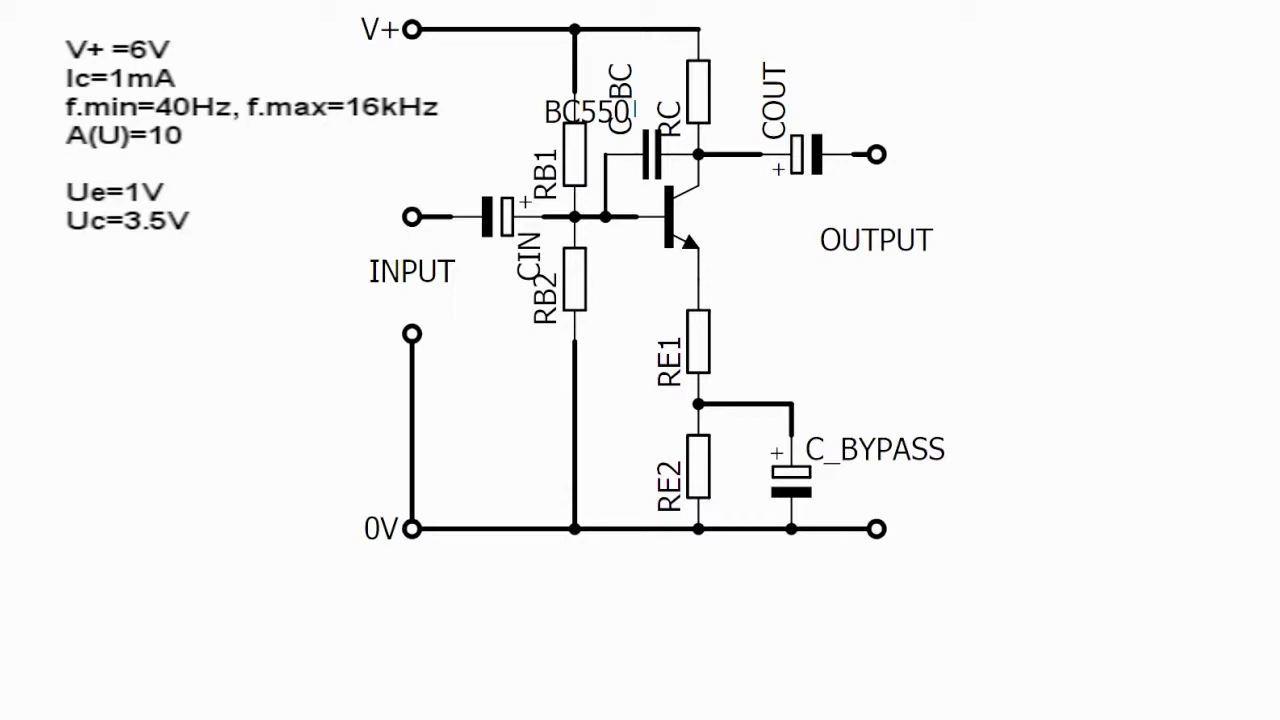 V+ =6V
Ic=1mA
f.min=40Hz, f.max=16kHz
A(U)=10
Ue=1V
Uc=3.5V
V+
BC550
C_BC
RC
COUT
+
RB1
+
CIN
INPUT
RB2
OUTPUT
RE1
+
C_BYPASS
RE2
0V